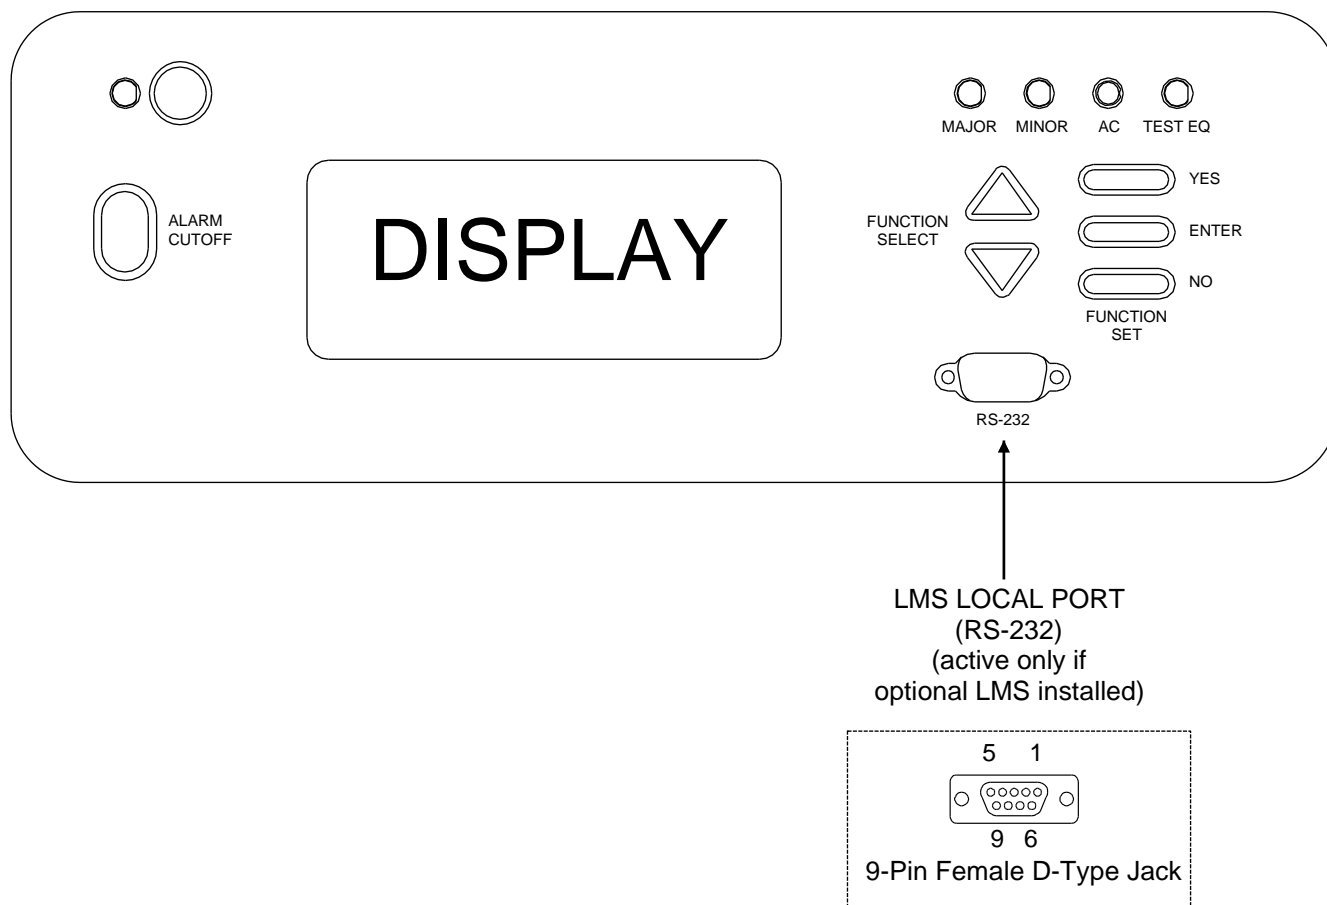 MAJOR MINOR AC TEST EQ
ALARM
CUTOFF
DISPLAY
FUNCTION
SELECT
YES
ENTER
NO
FUNCTION
SET
RS-232
LMS LOCAL PORT
(RS-232)
(active only if
optional LMS installed)
5 1
9 6
9-Pin Female D-Type Jack